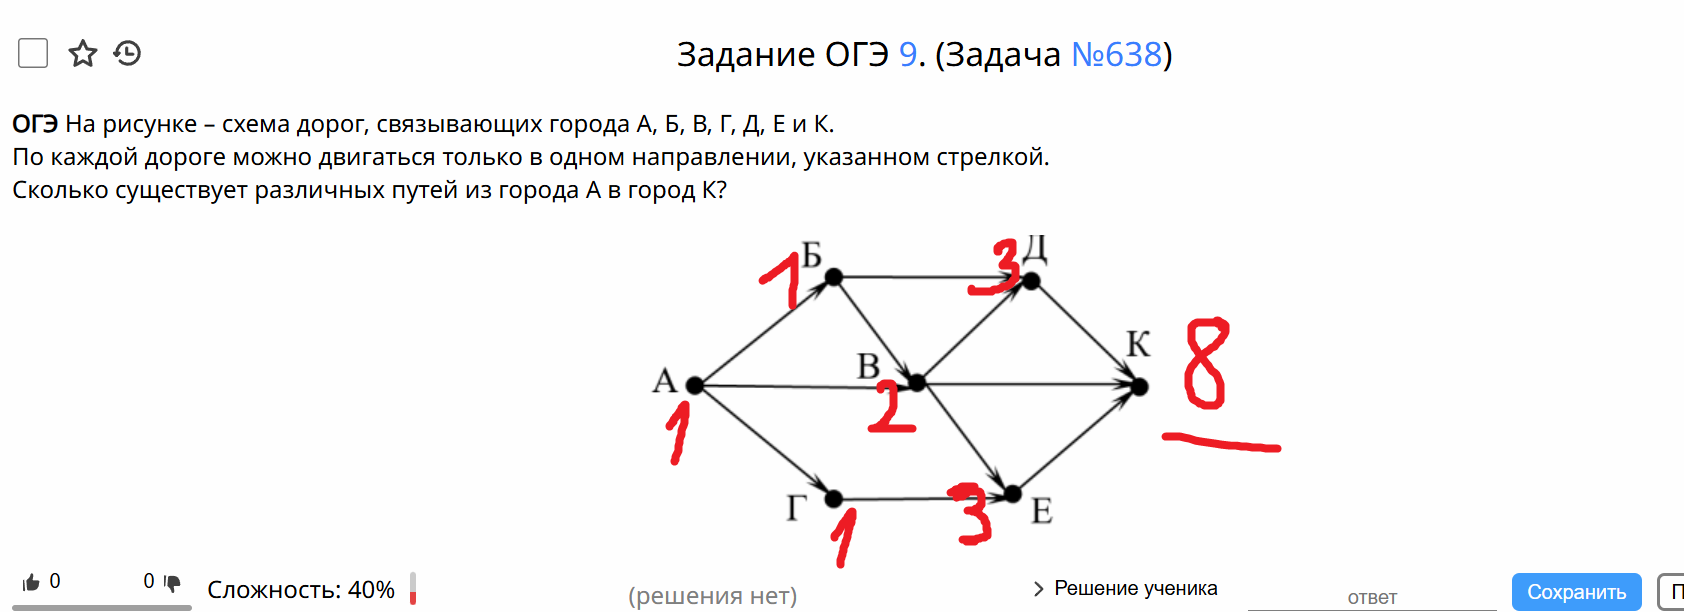 Задание ОГЭ 9. (Задача №638)
ОГЭ На рисунке – схема дорог, связывающих города А, Б, В, Г, Д, Е и К.
По каждой дороге можно двигаться только в одном направлении, указанном стрелкой.
Сколько существует различных путей из города А в город К?
1 Б
3 Д
К 8
В
А
2
1
Г
3
Е
1
0
0
Сложность: 40%
(решения нет)
Решение ученика
ответ
Сохранить
П